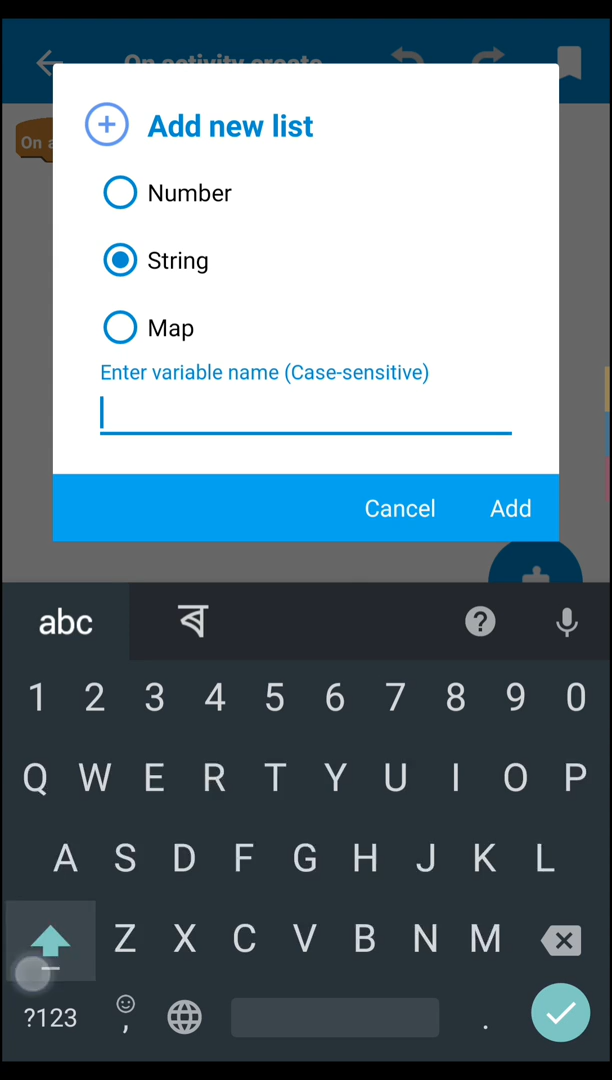 On activity create
On a
Add new list
Number
String
Map
Enter variable name (Case-sensitive)
Cancel Add
abc ব
1 2 3 4 5 6 7 8 9 0
Q W E R T Y U I O P
A S D F G H J K L
Z X C V B N M
?123 , .